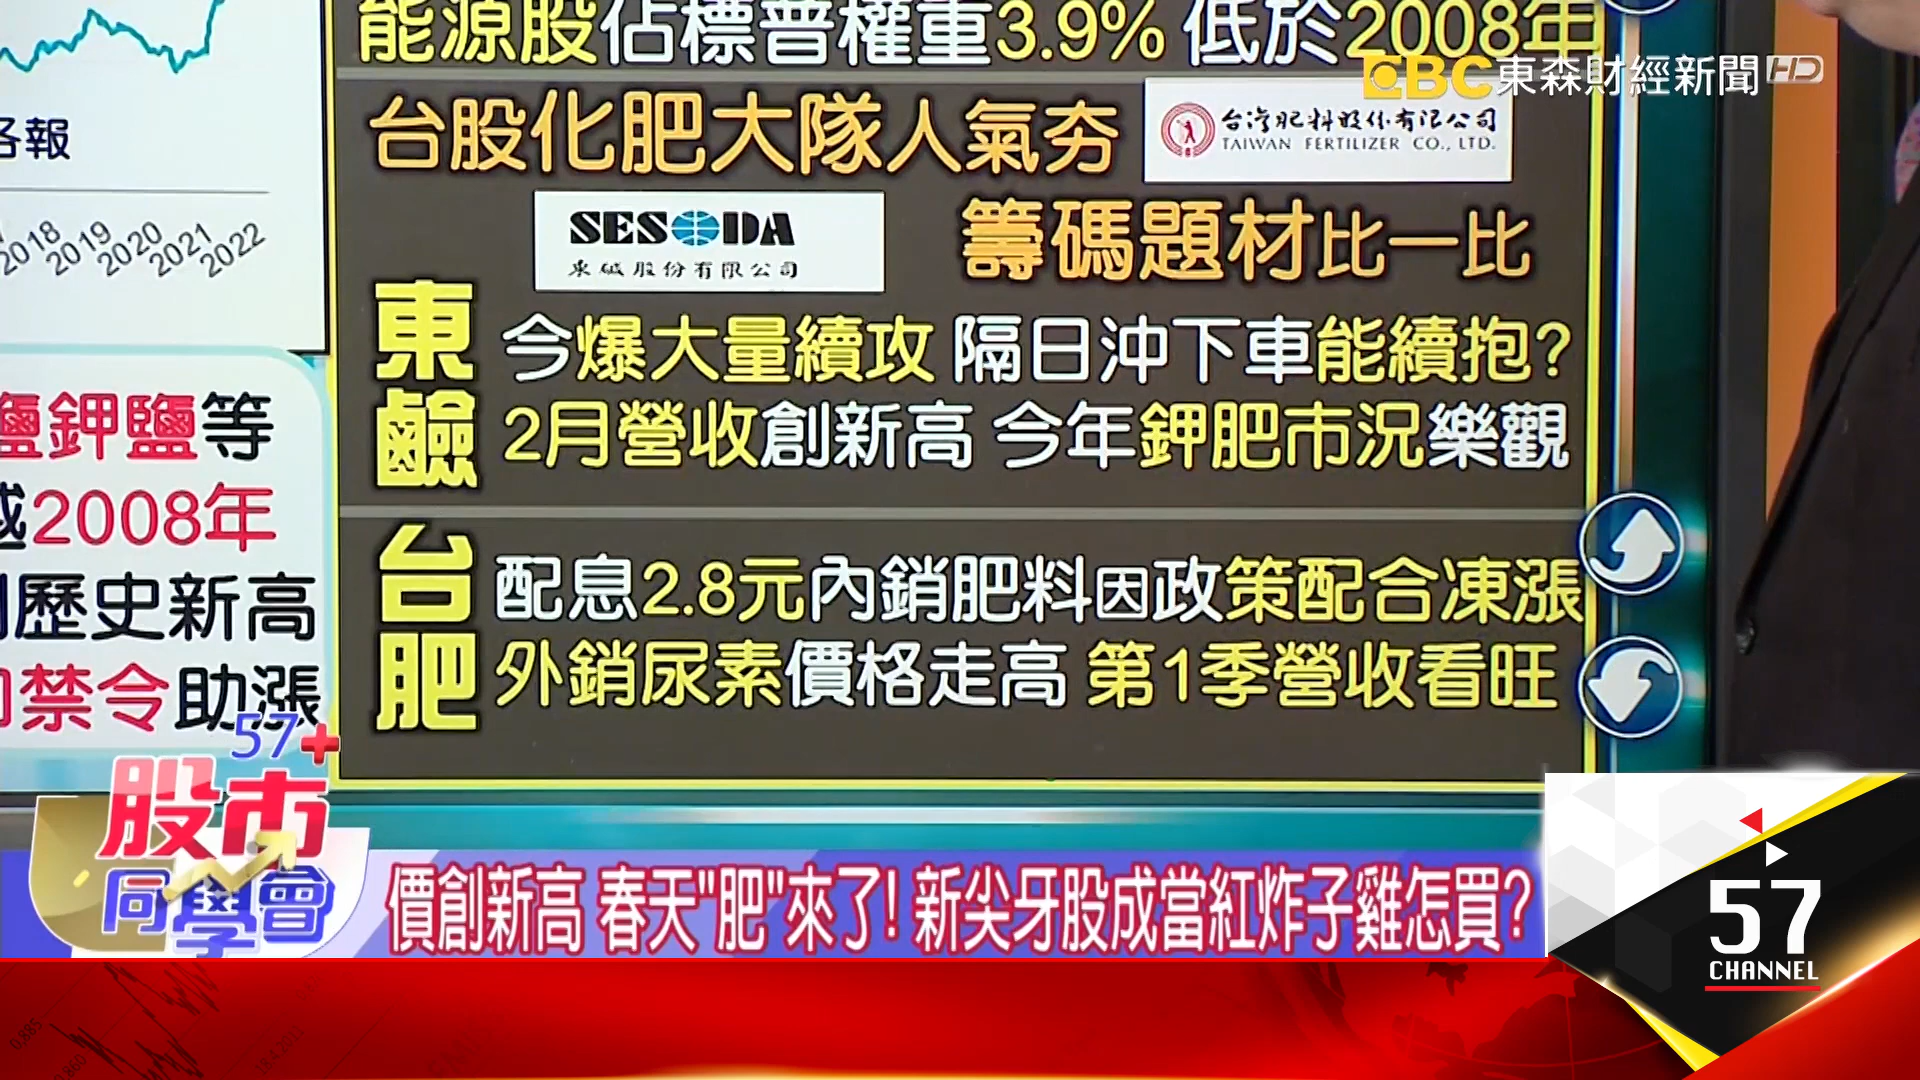 能源股佔標普權重3.9% 低於2008年
EBC東森財經新聞HD
台股化肥大隊人氣夯
台灣肥料股份有限公司
TAIWAN FERTILIZER CO., LTD.
SESODA
東碱股份有限公司
籌碼題材比一比
東鹼
今爆大量續攻 隔日沖下車能續抱?
2月營收創新高 今年鉀肥市況樂觀
台肥
配息2.8元內銷肥料因政策配合凍漲
外銷尿素價格走高 第1季營收看旺
各報
2018
2019
2020
2021
2022
鹽鉀鹽等
越2008年
歷史新高
禁令助漲
57+
股市
同學會
價創新高 春天"肥"來了! 新尖牙股成當紅炸子雞怎買?
57
CHANNEL
0.885
0.860